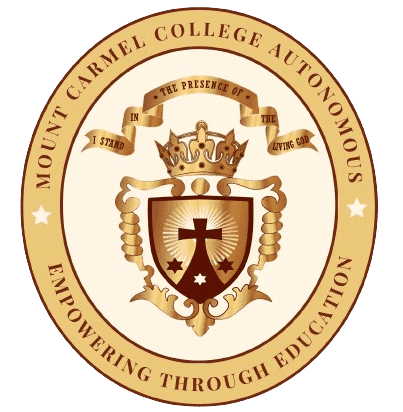 MOUNT CARMEL COLLEGE AUTONOMOUS
I STAND IN THE PRESENCE OF THE LIVING GOD
EMPOWERING THROUGH EDUCATION